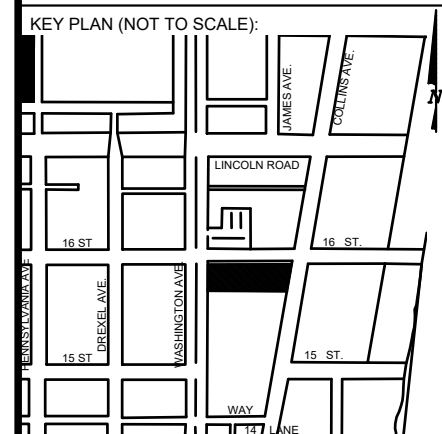 KEY PLAN (NOT TO SCALE):
JAMES AVE.
COLLINS AVE.
N
LINCOLN ROAD
16 ST
16 ST.
PENNSYLVANIA AVE
DREXEL AVE.
WASHINGTON AVE.
15 ST
15 ST.
WAY
14 LANE